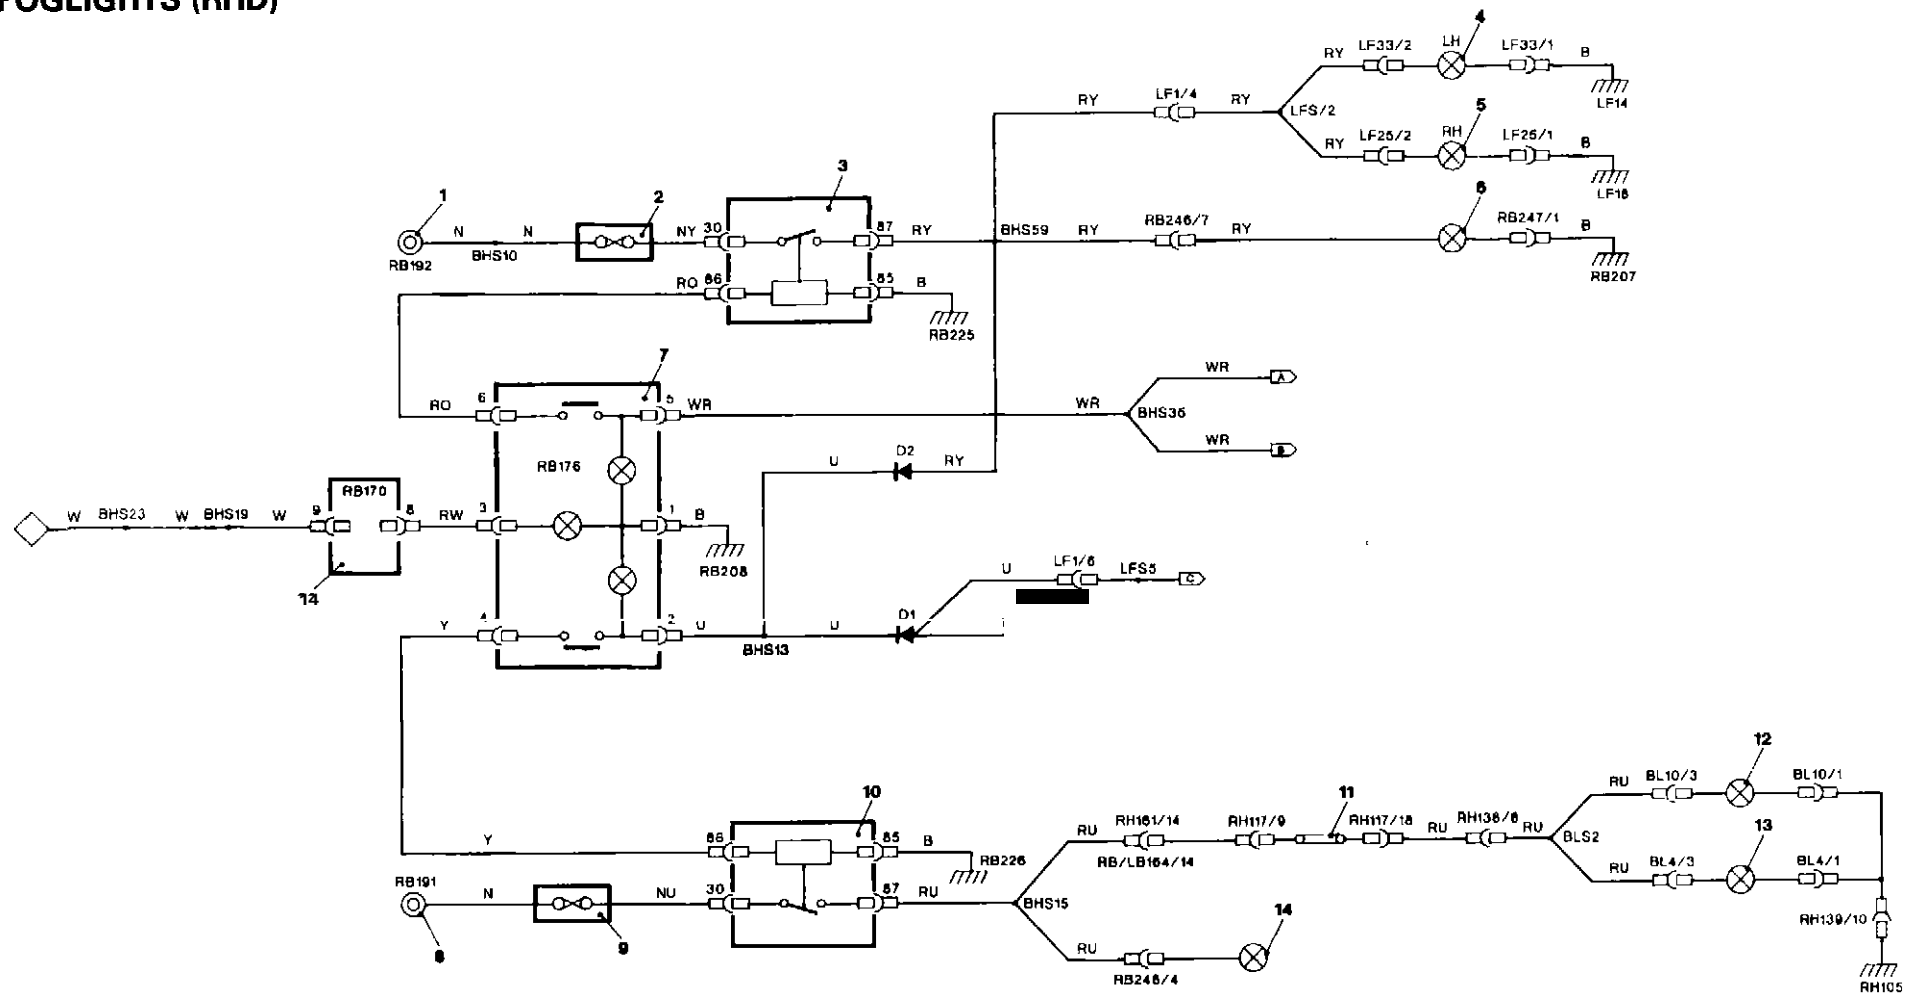 FOGLIGHTS (RHD)
4
RY LF33/2 LH LF33/1 B
LF14
RY LF1/4 RY LFS/2
5
RY LF25/2 RH LF25/1 B
LF16
1 2 3
N N NY 30 87 RY BHS59 RY RB246/7 RY 6 RB247/1 B
RB192 BHS10
RB207
RO 86 85 B
RB225
7
RO 6 5 WR WR BHS36
WR A
WR B
RB176
U D2 RY
RB170
W BHS23 W BHS19 W 9 8 RW 3 1 B
RB208
14
U LF1/6 LFS5 C
Y 4 2 U U D1
BHS13
Y 86 85 B
10
RB226
RB191
N NU 30 87 RU BHS15
8 9
RU RH161/14 RH117/9 11 RH117/18 RU RH138/6 RU BLS2
RB/LB164/14
RU BL10/3 12 BL10/1
RU BL4/3 13 BL4/1
RU RB246/4 14
RH139/10
RH105